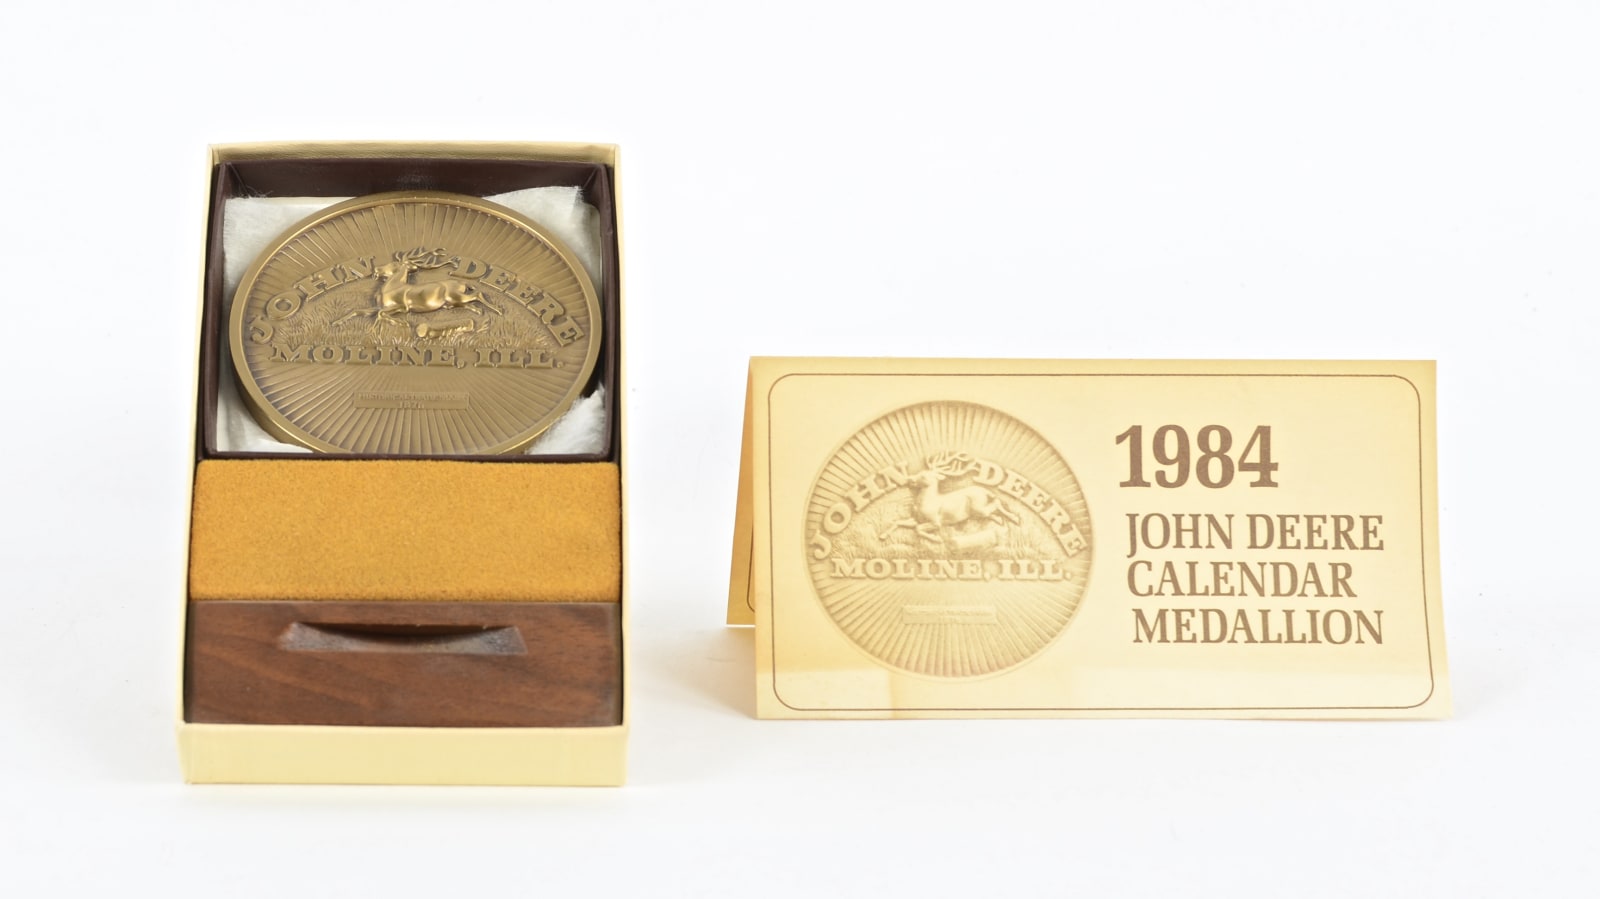 JOHN DEERE
MOLINE, ILL.
JOHN DEERE
MOLINE, ILL.
1984
JOHN DEERE
CALENDAR
MEDALLION